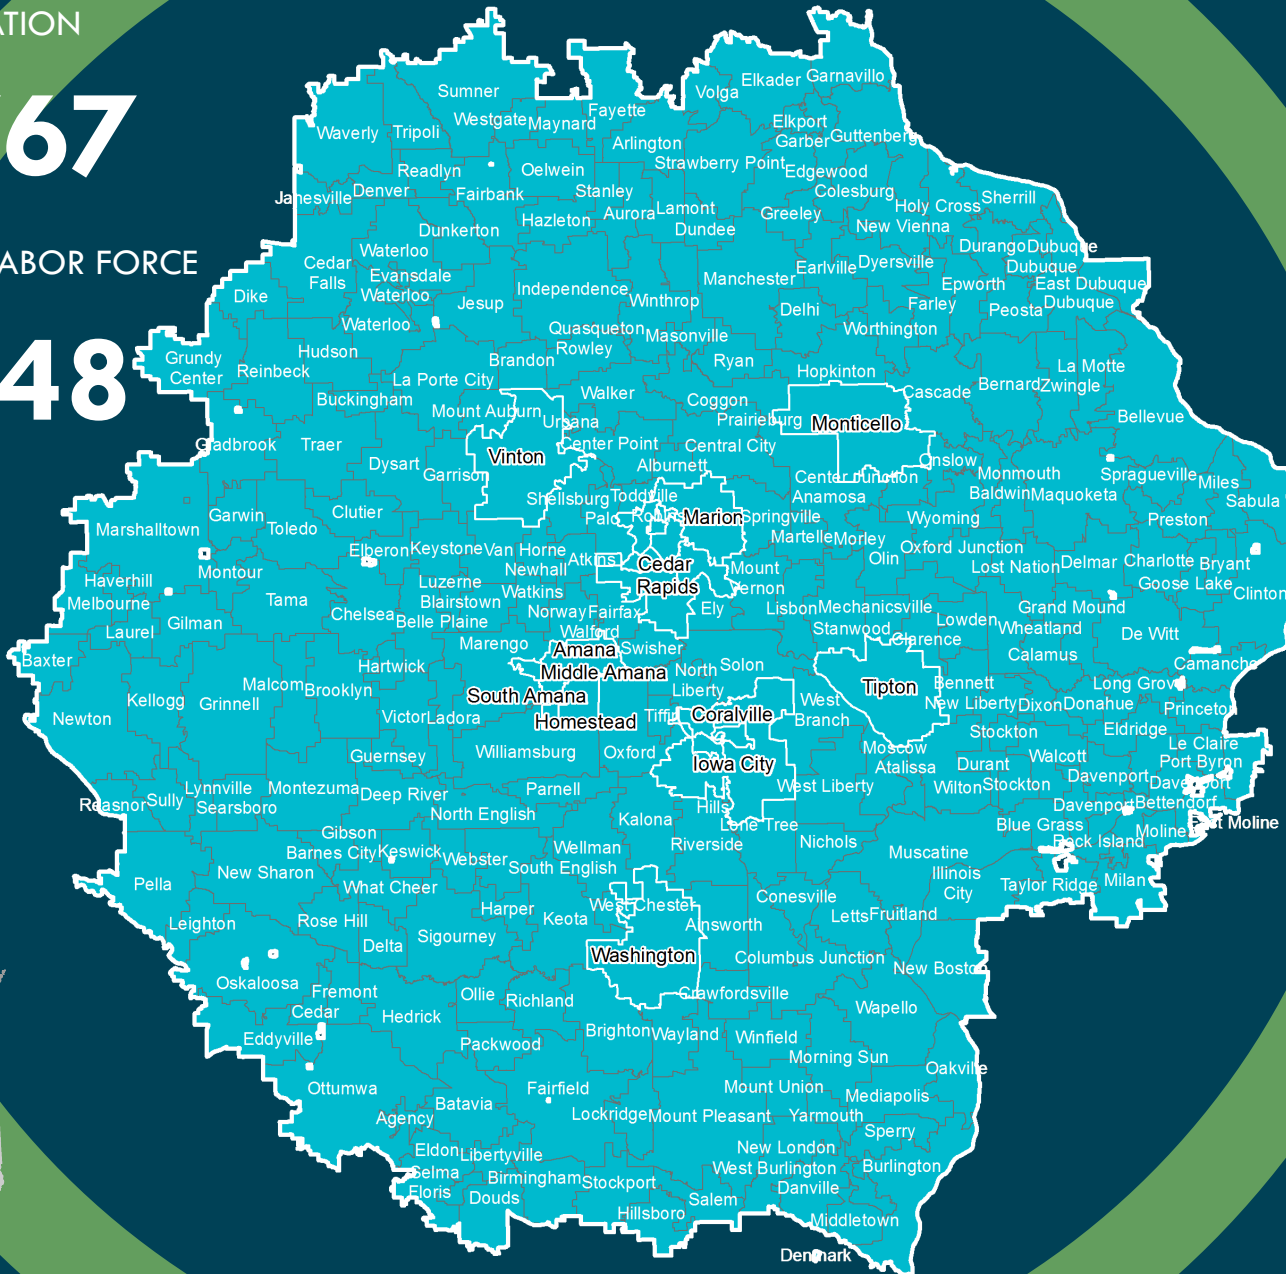 ATION
67
ABOR FORCE
48
Sumner
Volga
Elkader
Garnavillo
Westgate
Maynard
Fayette
Waverly
Tripoli
Arlington
Elkport
Garber
Guttenberg
Strawberry Point
Readlyn
Oelwein
Edgewood
Colesburg
Janesville
Denver
Fairbank
Stanley
Holy Cross
Sherrill
Hazleton
Aurora
Lamont
Dundee
Greeley
New Vienna
Dunkerton
Waterloo
Durango
Dubuque
Cedar
Falls
Evansdale
Waterloo
Manchester
Earlville
Dyersville
Dubuque
Dike
Jesup
Independence
Winthrop
Epworth
East Dubuque
Delhi
Farley
Peosta
Dubuque
Waterloo
Quasqueton
Rowley
Masonville
Worthington
Hudson
Grundy
Center
Reinbeck
Brandon
Ryan
Hopkinton
La Motte
La Porte City
Bernard
Zwingle
Buckingham
Walker
Coggon
Cascade
Mount Auburn
Urbana
Prairieburg
Monticello
Bellevue
Gladbrook
Traer
Center Point
Central City
Vinton
Dysart
Garrison
Alburnett
Onslow
Center Junction
Monmouth
Spragueville
Miles
Shellsburg
Toddville
Anamosa
Baldwin
Maquoketa
Sabula
Marshalltown
Garwin
Toledo
Clutier
Palo
Marion
Springville
Wyoming
Preston
Martelle
Morley
Elberon
Keystone
Van Horne
Newhall
Atkins
Cedar
Rapids
Mount
Vernon
Olin
Oxford Junction
Lost Nation
Delmar
Charlotte
Bryant
Haverhill
Montour
Luzerne
Watkins
Goose Lake
Clinton
Melbourne
Tama
Blairstown
Norway
Fairfax
Ely
Lisbon
Mechanicsville
Grand Mound
Laurel
Gilman
Chelsea
Belle Plaine
Walford
Stanwood
Lowden
Clarence
Wheatland
De Witt
Marengo
Amana
Swisher
Calamus
Baxter
Hartwick
Middle Amana
North
Liberty
Solon
Camanche
Kellogg
Grinnell
Malcom
Brooklyn
South Amana
Tipton
Bennett
Long Grove
Newton
Victor
Ladora
Homestead
Tiffin
Coralville
West
Branch
New Liberty
Dixon
Donahue
Princeton
Stockton
Eldridge
Guernsey
Williamsburg
Oxford
Iowa City
Moscow
Atalissa
Durant
Walcott
Le Claire
Port Byron
Reasnor
Sully
Lynnville
Searsboro
Montezuma
Deep River
Parnell
West Liberty
Wilton
Stockton
Davenport
Davenport
North English
Hills
Davenport
Bettendorf
Kalona
Lone Tree
Blue Grass
East Moline
Gibson
Moline
Rock Island
Barnes City
Keswick
Webster
Wellman
Riverside
Nichols
Muscatine
New Sharon
South English
Illinois
City
Pella
What Cheer
Taylor Ridge
Milan
Leighton
Rose Hill
Harper
Keota
West Chester
Conesville
Letts
Fruitland
Delta
Sigourney
Ainsworth
Washington
Columbus Junction
New Boston
Oskaloosa
Fremont
Ollie
Richland
Crawfordsville
Cedar
Hedrick
Wapello
Eddyville
Packwood
Brighton
Wayland
Winfield
Morning Sun
Oakville
Ottumwa
Fairfield
Mount Union
Mediapolis
Batavia
Agency
Lockridge
Mount Pleasant
Yarmouth
Sperry
Eldon
Libertyville
New London
Selma
Birmingham
Stockport
West Burlington
Burlington
Floris
Douds
Salem
Danville
Hillsboro
Middletown
Denmark